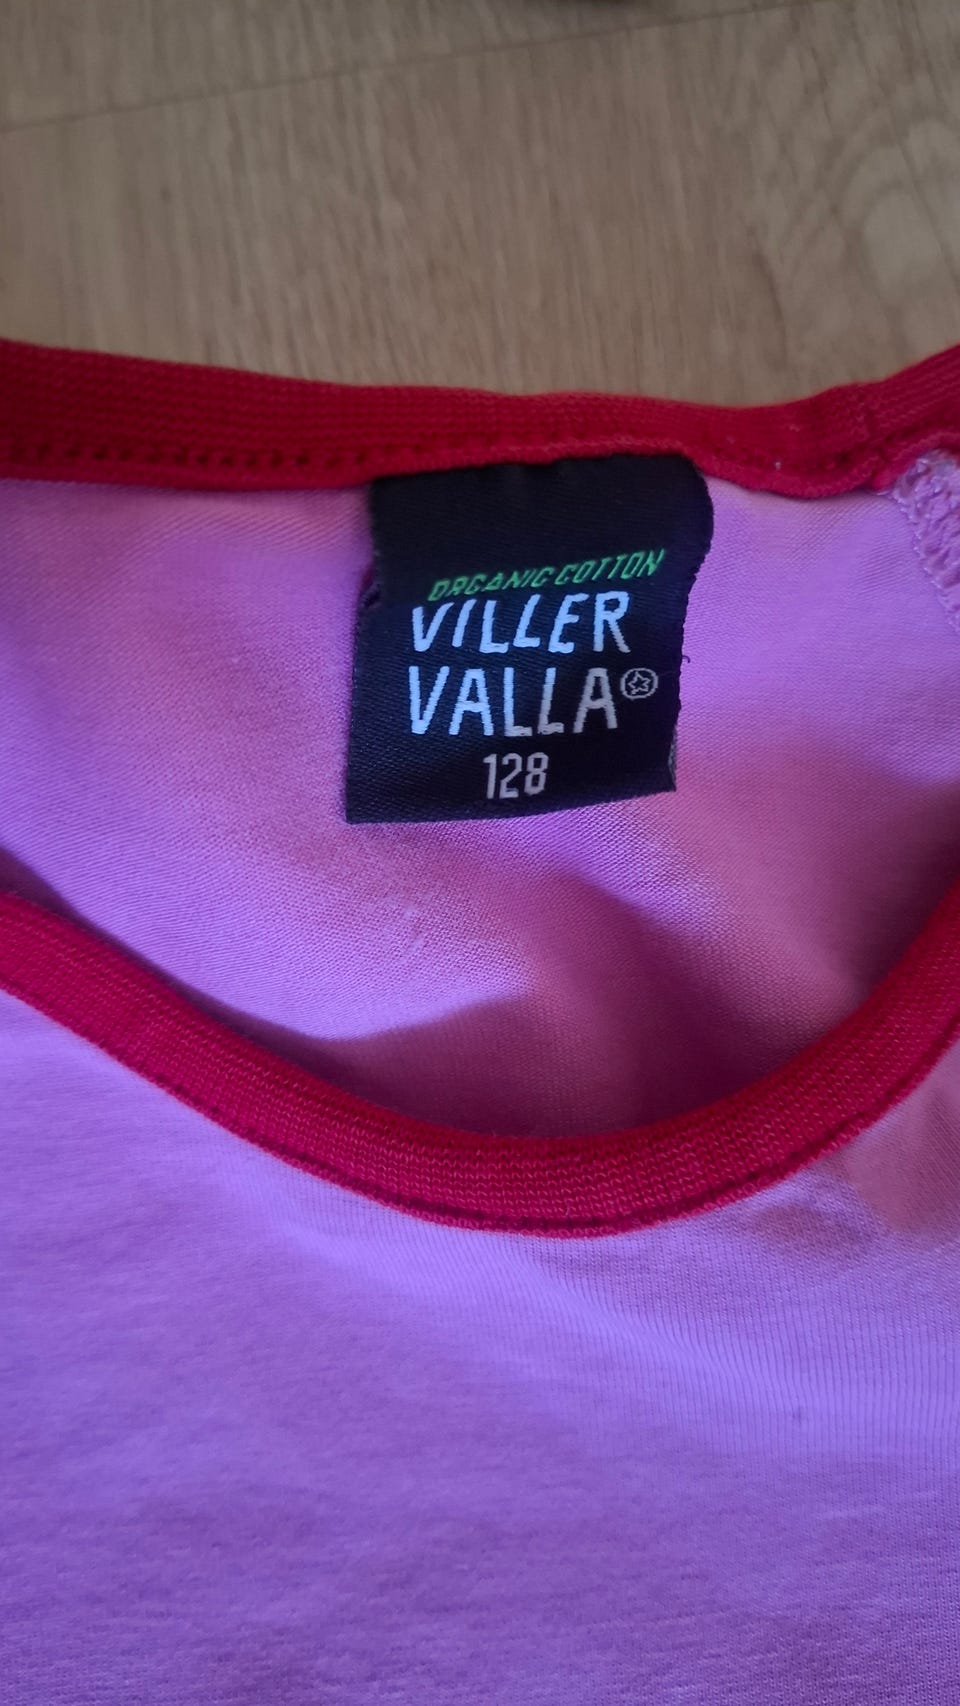 ORGANIC COTTON
VILLER
VALLA®
128